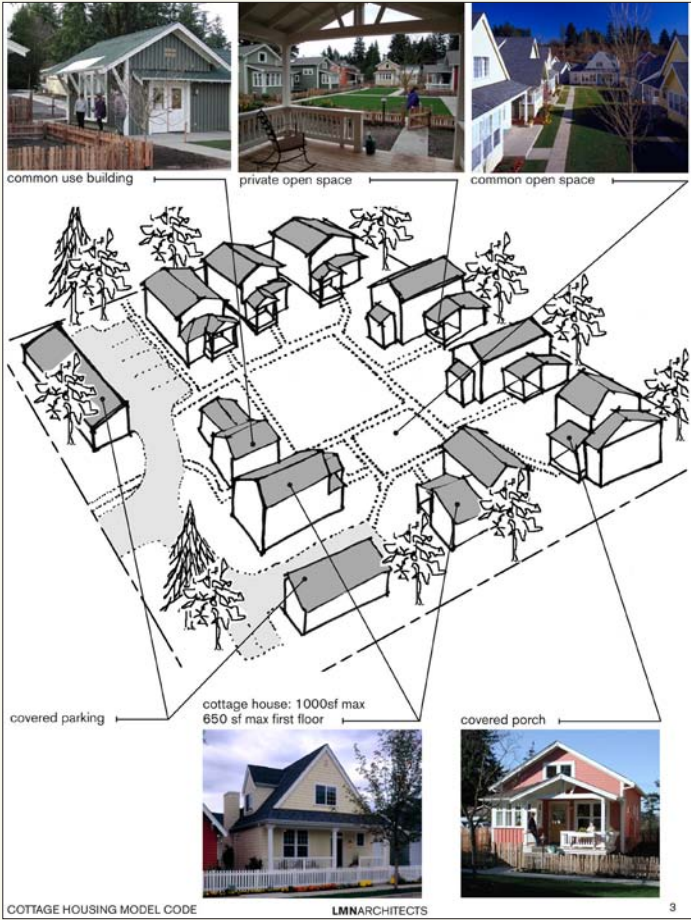 common use building
private open space
common open space
covered parking
cottage house: 1000sf max
650 sf max first floor
covered porch
COTTAGE HOUSING MODEL CODE
LMNARCHITECTS
3